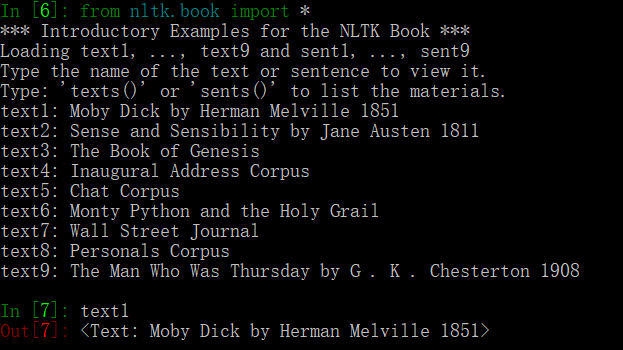 In [6]: from nltk.book import *
*** Introductory Examples for the NLTK Book ***
Loading text1, ..., text9 and sent1, ..., sent9
Type the name of the text or sentence to view it.
Type: 'texts()' or 'sents()' to list the materials.
text1: Moby Dick by Herman Melville 1851
text2: Sense and Sensibility by Jane Austen 1811
text3: The Book of Genesis
text4: Inaugural Address Corpus
text5: Chat Corpus
text6: Monty Python and the Holy Grail
text7: Wall Street Journal
text8: Personals Corpus
text9: The Man Who Was Thursday by G . K . Chesterton 1908
In [7]: text1
Out[7]: <Text: Moby Dick by Herman Melville 1851>